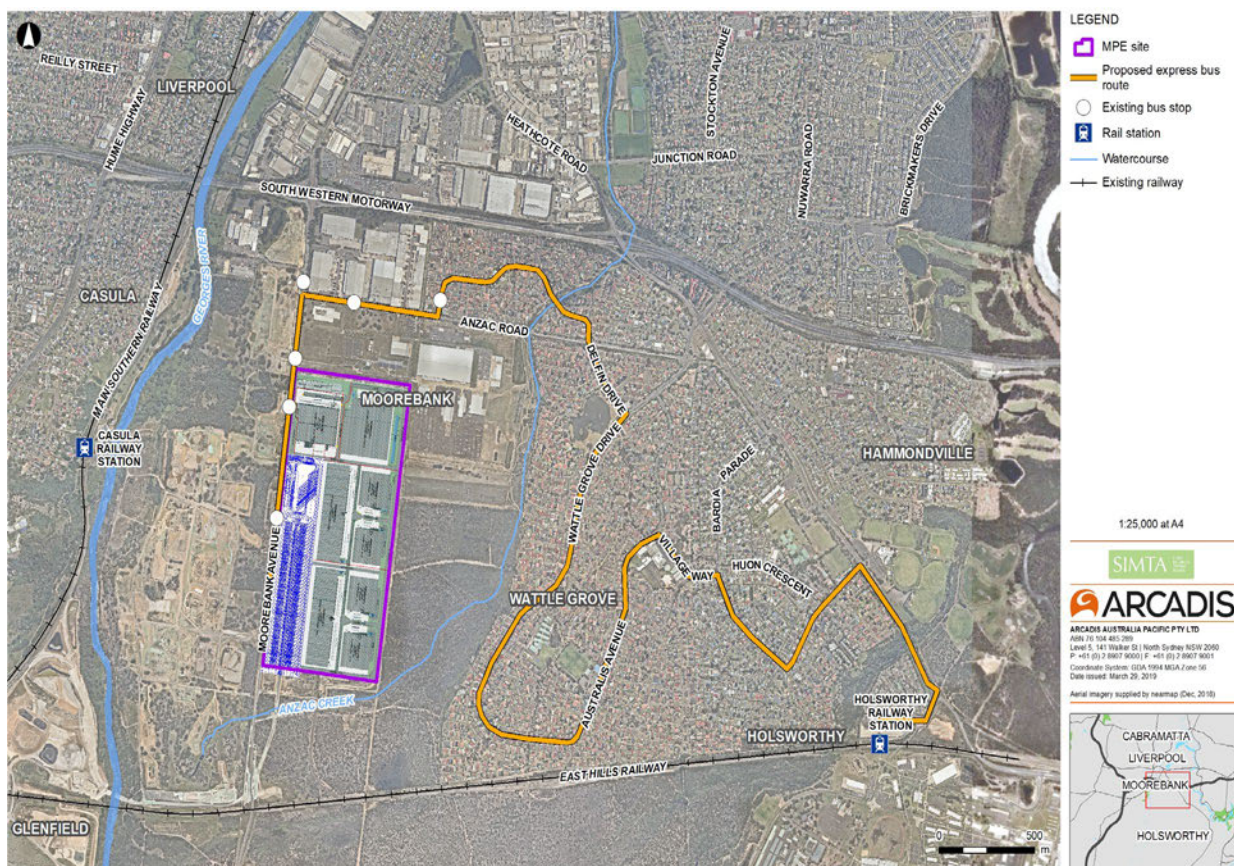 REILLY STREET
LIVERPOOL
HUME HIGHWAY
HEATHCOTE ROAD
STOCKTON AVENUE
JUNCTION ROAD
NUWARRA ROAD
BRICKMAKERS DRIVE
SOUTH WESTERN MOTORWAY
GEORGES RIVER
CASULA
MAIN SOUTHERN RAILWAY
ANZAC ROAD
DELFIN DRIVE
MOOREBANK
CASULA
RAILWAY
STATION
WATTLE GROVE DRIVE
BARDIA PARADE
HAMMONDVILLE
VILLAGE WAY
HUON CRESCENT
MOOREBANK AVENUE
WATTLE GROVE
AUSTRALIS AVENUE
ANZAC CREEK
HOLSWORTHY
RAILWAY
STATION
HOLSWORTHY
EAST HILLS RAILWAY
GLENFIELD
0 500
m
LEGEND
MPE site
Proposed express bus
route
Existing bus stop
Rail station
Watercourse
Existing railway
1:25,000 at A4
SIMTA
ARCADIS
ARCADIS AUSTRALIA PACIFIC PTY LTD
ABN 76 104 485 289
Level 5, 141 Walker St | North Sydney NSW 2060
P: +61 (0) 2 8907 9000 | F: +61 (0) 2 8907 9001
Coordinate System: GDA 1994 MGA Zone 56
Date issued: March 29, 2019
Aerial imagery supplied by nearmap (Dec, 2018)
CABRAMATTA
LIVERPOOL
MOOREBANK
HOLSWORTHY